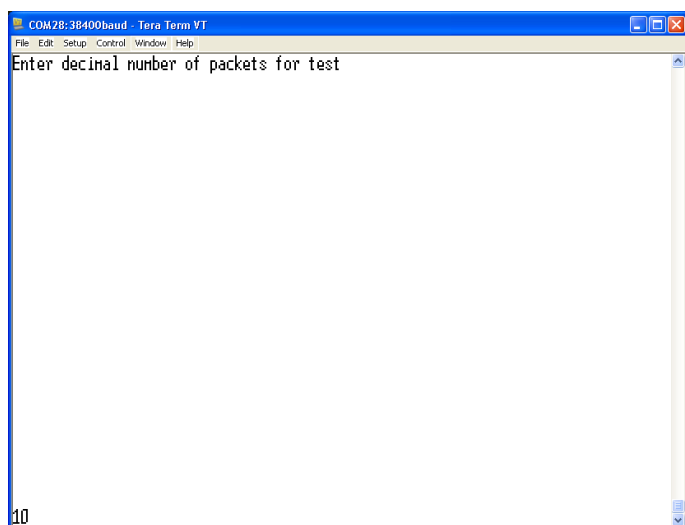 COM28:38400baud - Tera Term VT
File Edit Setup Control Window Help
Enter decimal number of packets for test
10